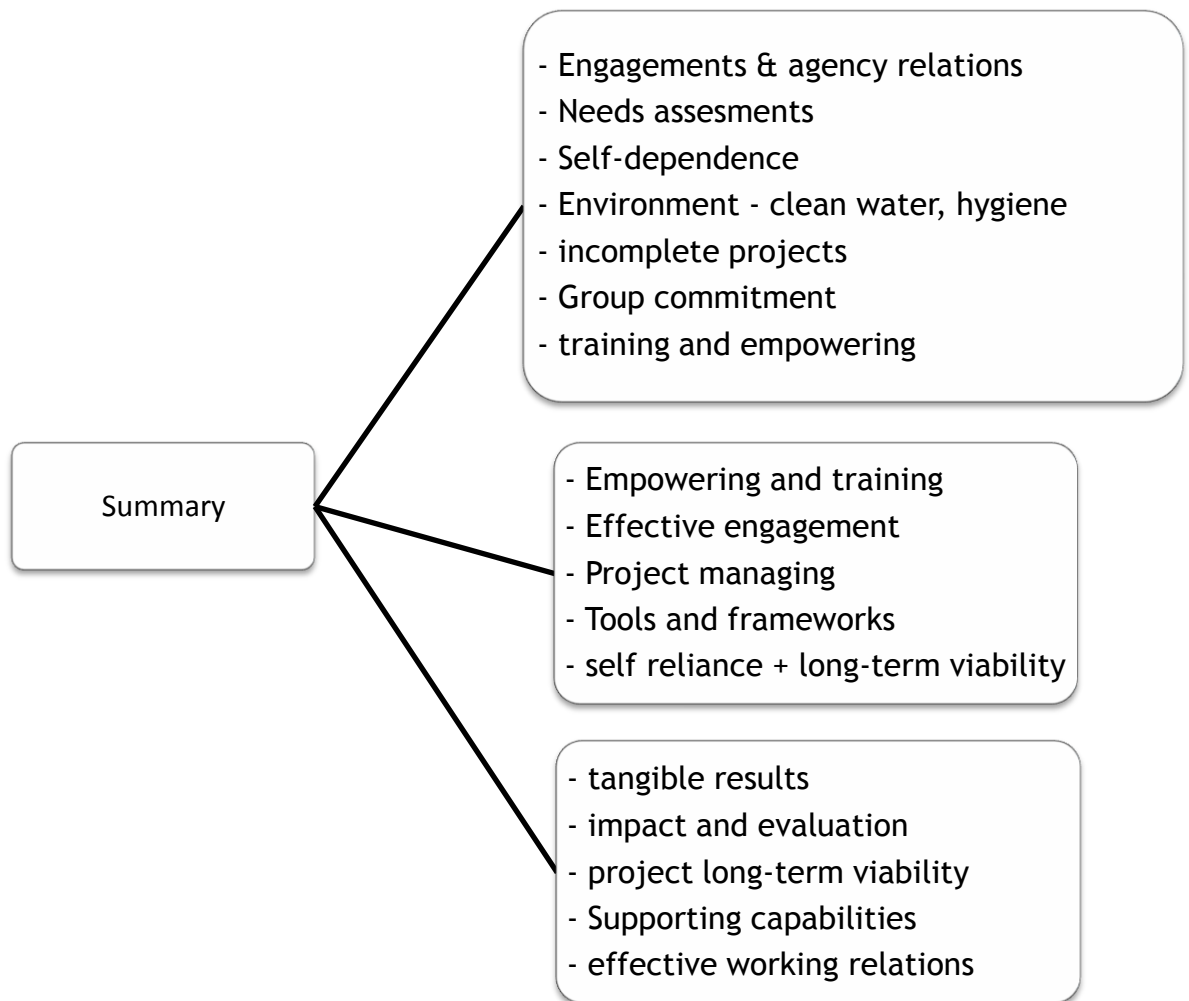 - Engagements & agency relations
- Needs assesments
- Self-dependence
- Environment - clean water, hygiene
- incomplete projects
- Group commitment
- training and empowering
Summary
- Empowering and training
- Effective engagement
- Project managing
- Tools and frameworks
- self reliance + long-term viability
- tangible results
- impact and evaluation
- project long-term viability
- Supporting capabilities
- effective working relations